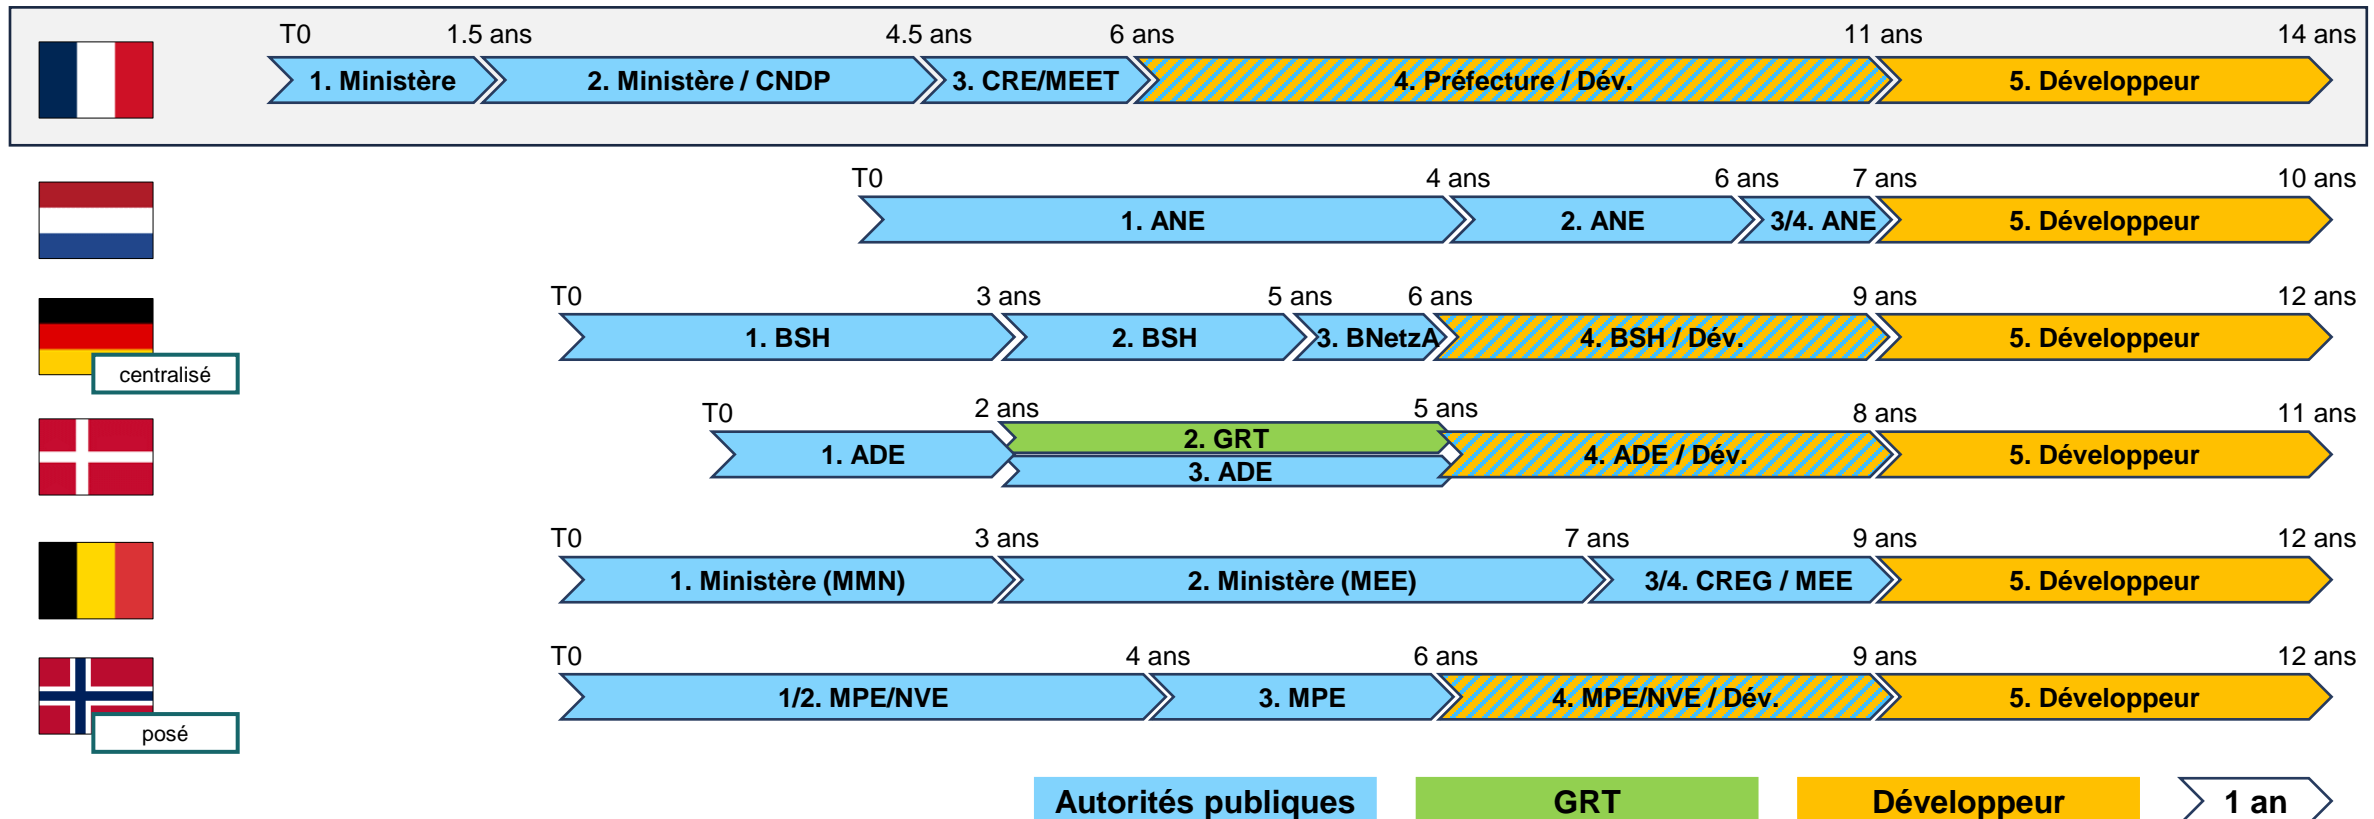 T0 1.5 ans 4.5 ans 6 ans 11 ans 14 ans
1. Ministère 2. Ministère / CNDP 3. CRE/MEET 4. Préfecture / Dév. 5. Développeur
T0 4 ans 6 ans 7 ans 10 ans
1. ANE 2. ANE 3/4. ANE 5. Développeur
T0 3 ans 5 ans 6 ans 9 ans 12 ans
1. BSH 2. BSH 3. BNetzA 4. BSH / Dév. 5. Développeur
centralisé
T0 2 ans 5 ans 8 ans 11 ans
2. GRT
1. ADE 4. ADE / Dév. 5. Développeur
3. ADE
T0 3 ans 7 ans 9 ans 12 ans
1. Ministère (MMN) 2. Ministère (MEE) 3/4. CREG / MEE 5. Développeur
T0 4 ans 6 ans 9 ans 12 ans
1/2. MPE/NVE 3. MPE 4. MPE/NVE / Dév. 5. Développeur
posé
Autorités publiques GRT Développeur 1 an